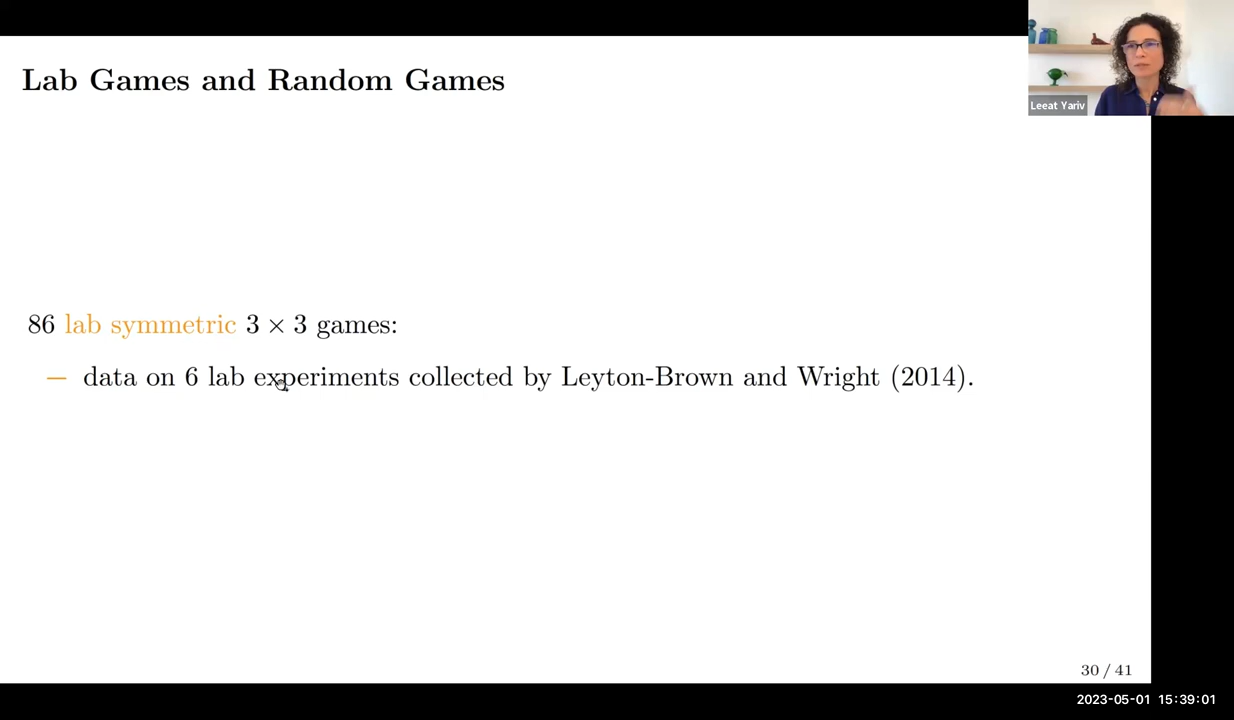 Lab Games and Random Games
Leeat Yariv
86 lab symmetric 3 × 3 games:
— data on 6 lab experiments collected by Leyton-Brown and Wright (2014).
30 / 41
2023-05-01 15:39:01